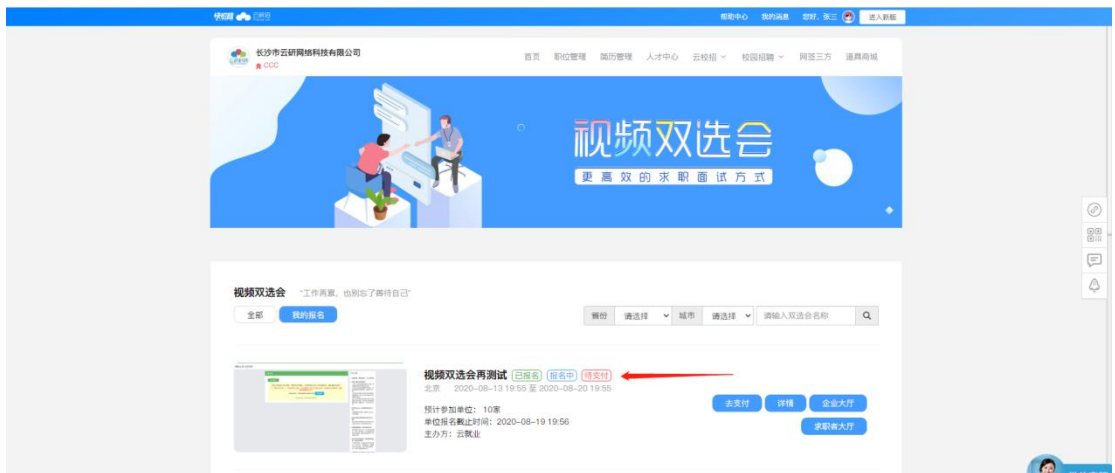 快招聘 云研招
帮助中心 我的消息 您好，张三 进入新版
长沙市云研网络科技有限公司
CCC
首页 职位管理 简历管理 人才中心 云校招 校园招聘 网签三方 道具商城
视频双选会
更高效的求职面试方式
视频双选会 "工作再累，也别忘了善待自己"
全部 我的报名
省份 请选择 城市 请选择 请输入双选会名称
视频双选会再测试 已报名 报名中 待支付
北京 2020-08-13 19:55 至 2020-08-20 19:55
去支付 详情 企业大厅
预计参加单位：10家
单位报名截止时间：2020-08-19 19:56
求职者大厅
主办方：云就业